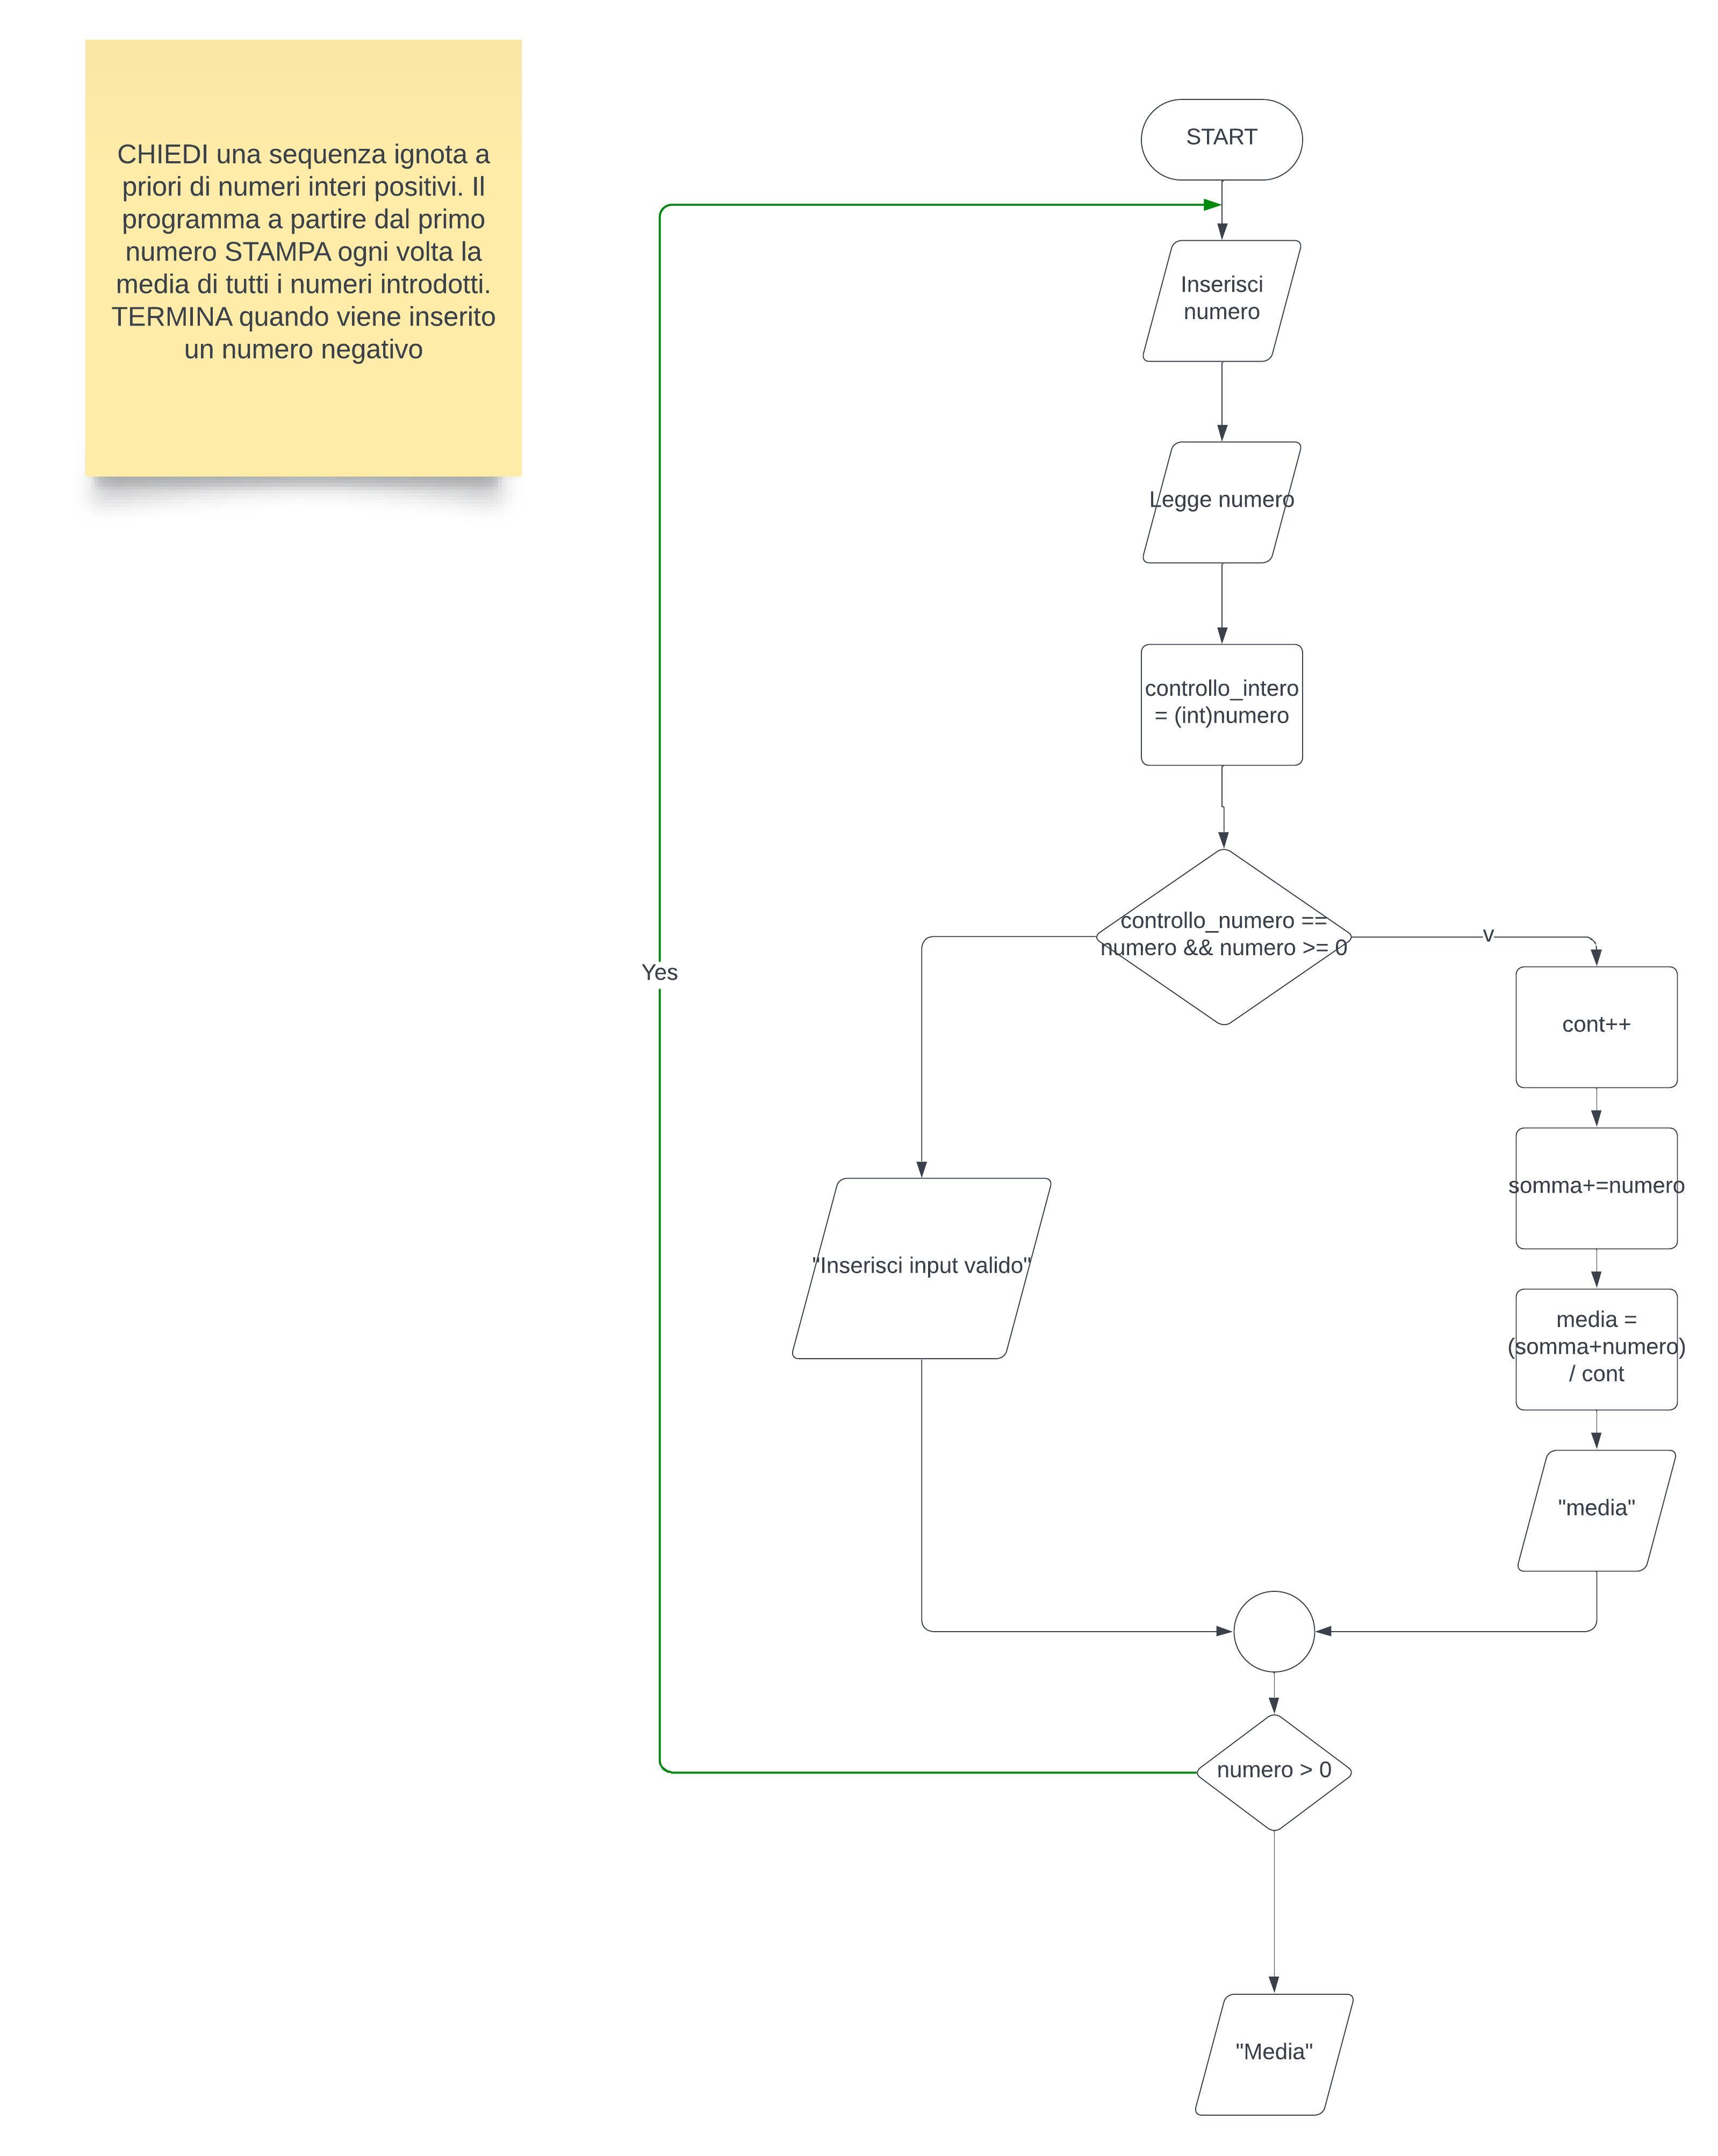 CHIEDI una sequenza ignota a
priori di numeri interi positivi. Il
programma a partire dal primo
numero STAMPA ogni volta la
media di tutti i numeri introdotti.
TERMINA quando viene inserito
un numero negativo
START
Inserisci
numero
Legge numero
controllo_intero
= (int)numero
controllo_numero ==
numero && numero >= 0
v
Yes
cont++
somma+=numero
"Inserisci input valido"
media =
(somma+numero)
/ cont
"media"
numero > 0
"Media"